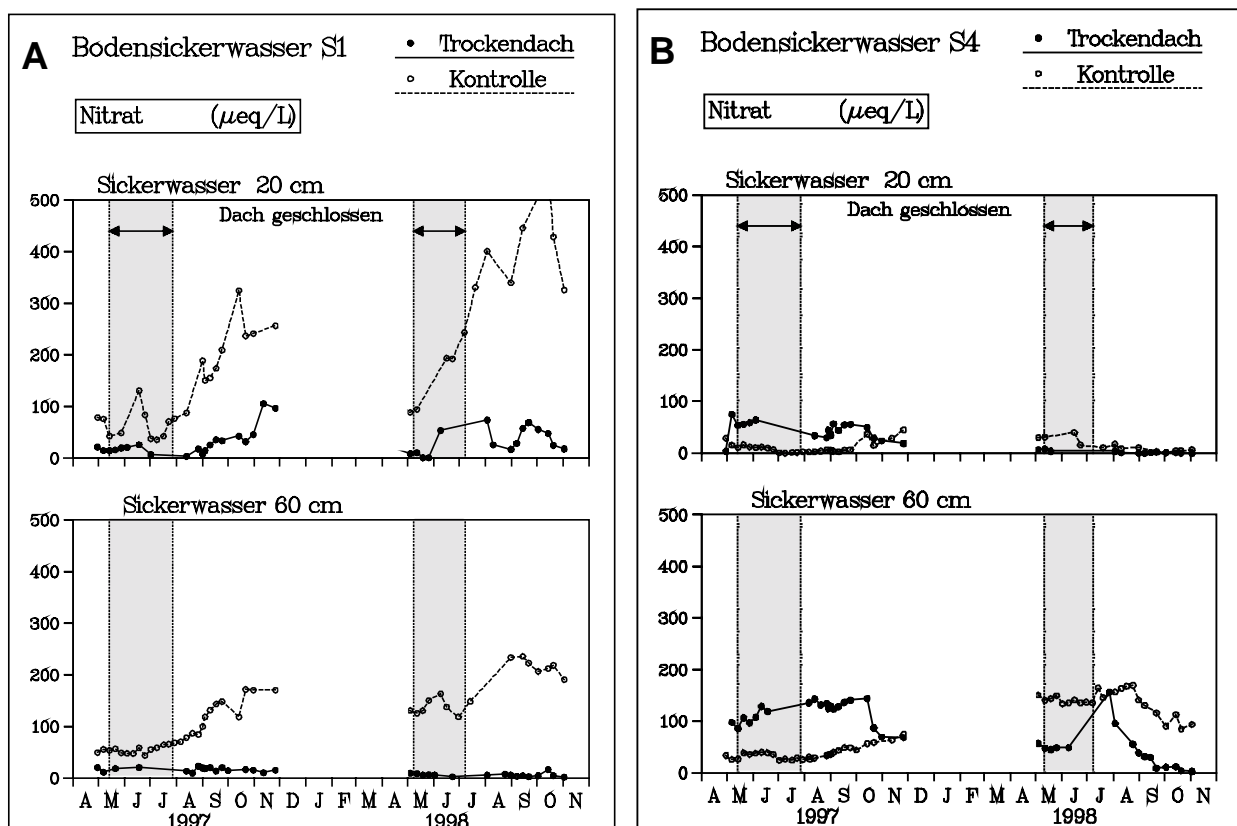 A Bodensickerwasser S1
Trockendach
Kontrolle
Nitrat (µeq/L)
Sickerwasser 20 cm
Dach geschlossen
500
400
300
200
100
0
Sickerwasser 60 cm
500
400
300
200
100
0
A M J J A S O N D J F M A M J J A S O N
1997 1998
B Bodensickerwasser S4
Trockendach
Kontrolle
Nitrat (µeq/L)
Sickerwasser 20 cm
Dach geschlossen
500
400
300
200
100
0
Sickerwasser 60 cm
500
400
300
200
100
0
A M J J A S O N D J F M A M J J A S O N
1997 1998